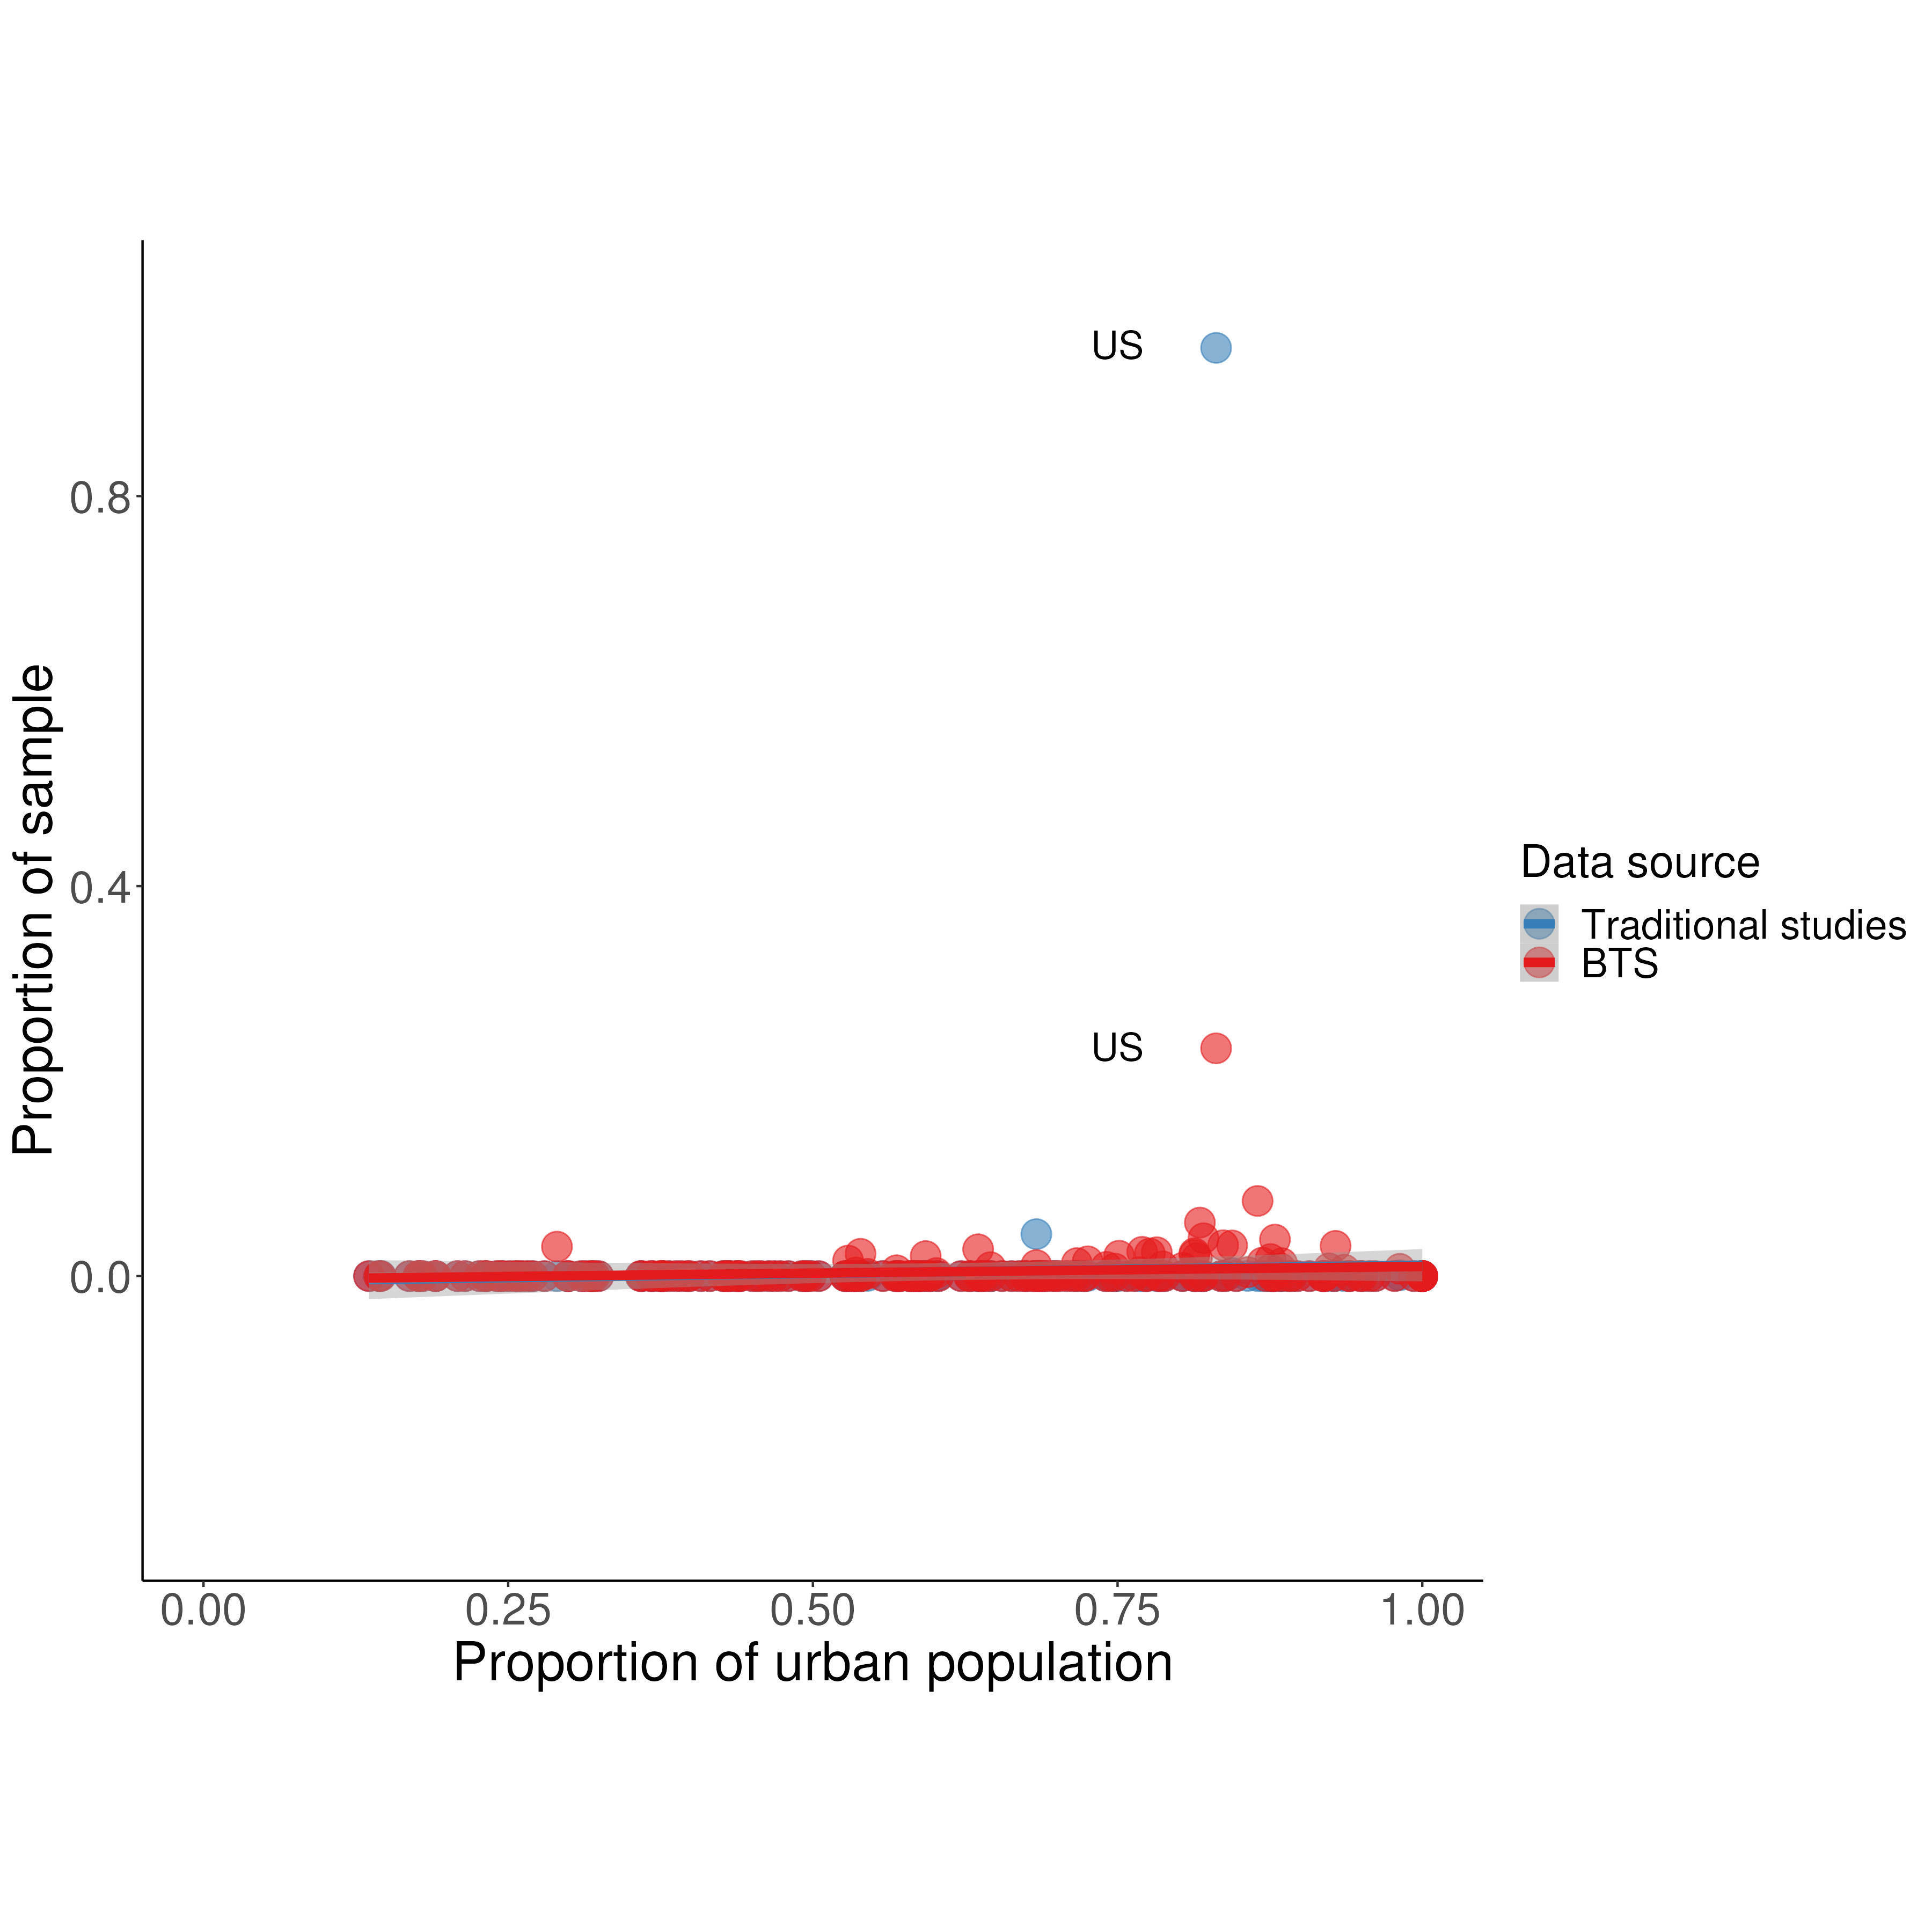 US
0.8
Proportion of sample
0.4
US
0.0
Data source
Traditional studies
BTS
0.00 0.25 0.50 0.75 1.00
Proportion of urban population